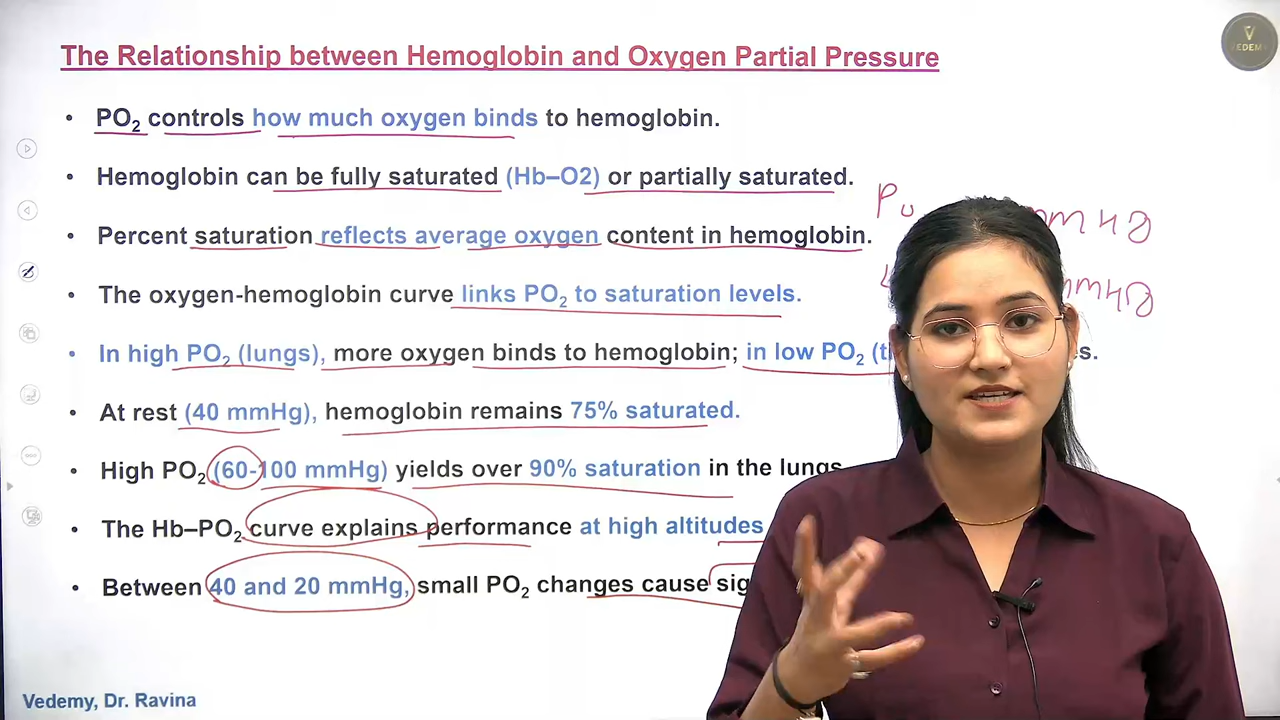 VEDEMY
The Relationship between Hemoglobin and Oxygen Partial Pressure
• PO₂ controls how much oxygen binds to hemoglobin.
• Hemoglobin can be fully saturated (Hb–O2) or partially saturated.
• Percent saturation reflects average oxygen content in hemoglobin.
• The oxygen-hemoglobin curve links PO₂ to saturation levels.
• In high PO₂ (lungs), more oxygen binds to hemoglobin; in low PO₂
• At rest (40 mmHg), hemoglobin remains 75% saturated.
• High PO₂ (60-100 mmHg) yields over 90% saturation in the lungs
• The Hb–PO₂ curve explains performance at high altitudes
• Between 40 and 20 mmHg, small PO₂ changes cause
mm Hg
mmHg
Vedemy, Dr. Ravina